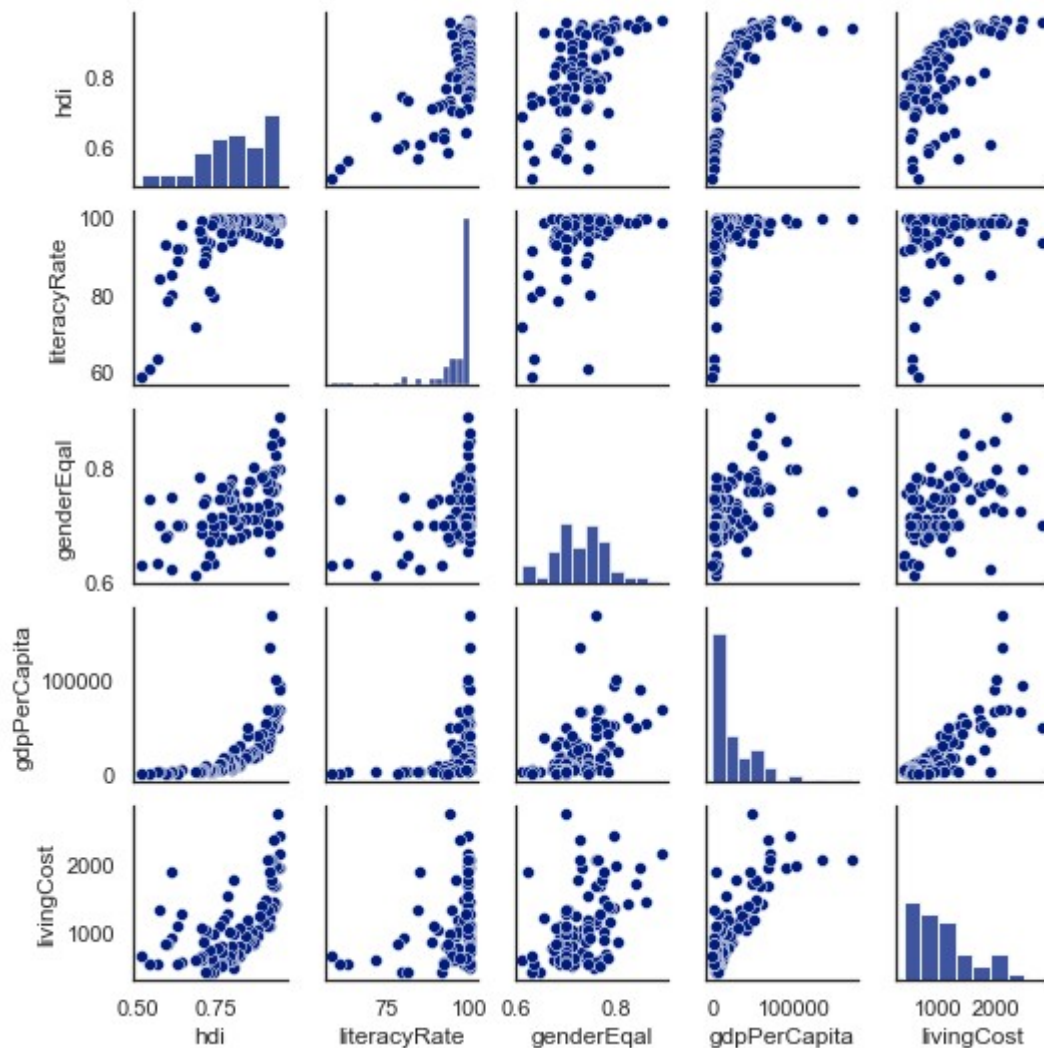 hdi
0.8
0.6
literacyRate
100
80
60
genderEqal
0.8
0.6
gdpPerCapita
100000
0
livingCost
2000
1000
0.50 0.75
75 100
0.6 0.8
0 100000
1000 2000
hdi
literacyRate
genderEqal
gdpPerCapita
livingCost